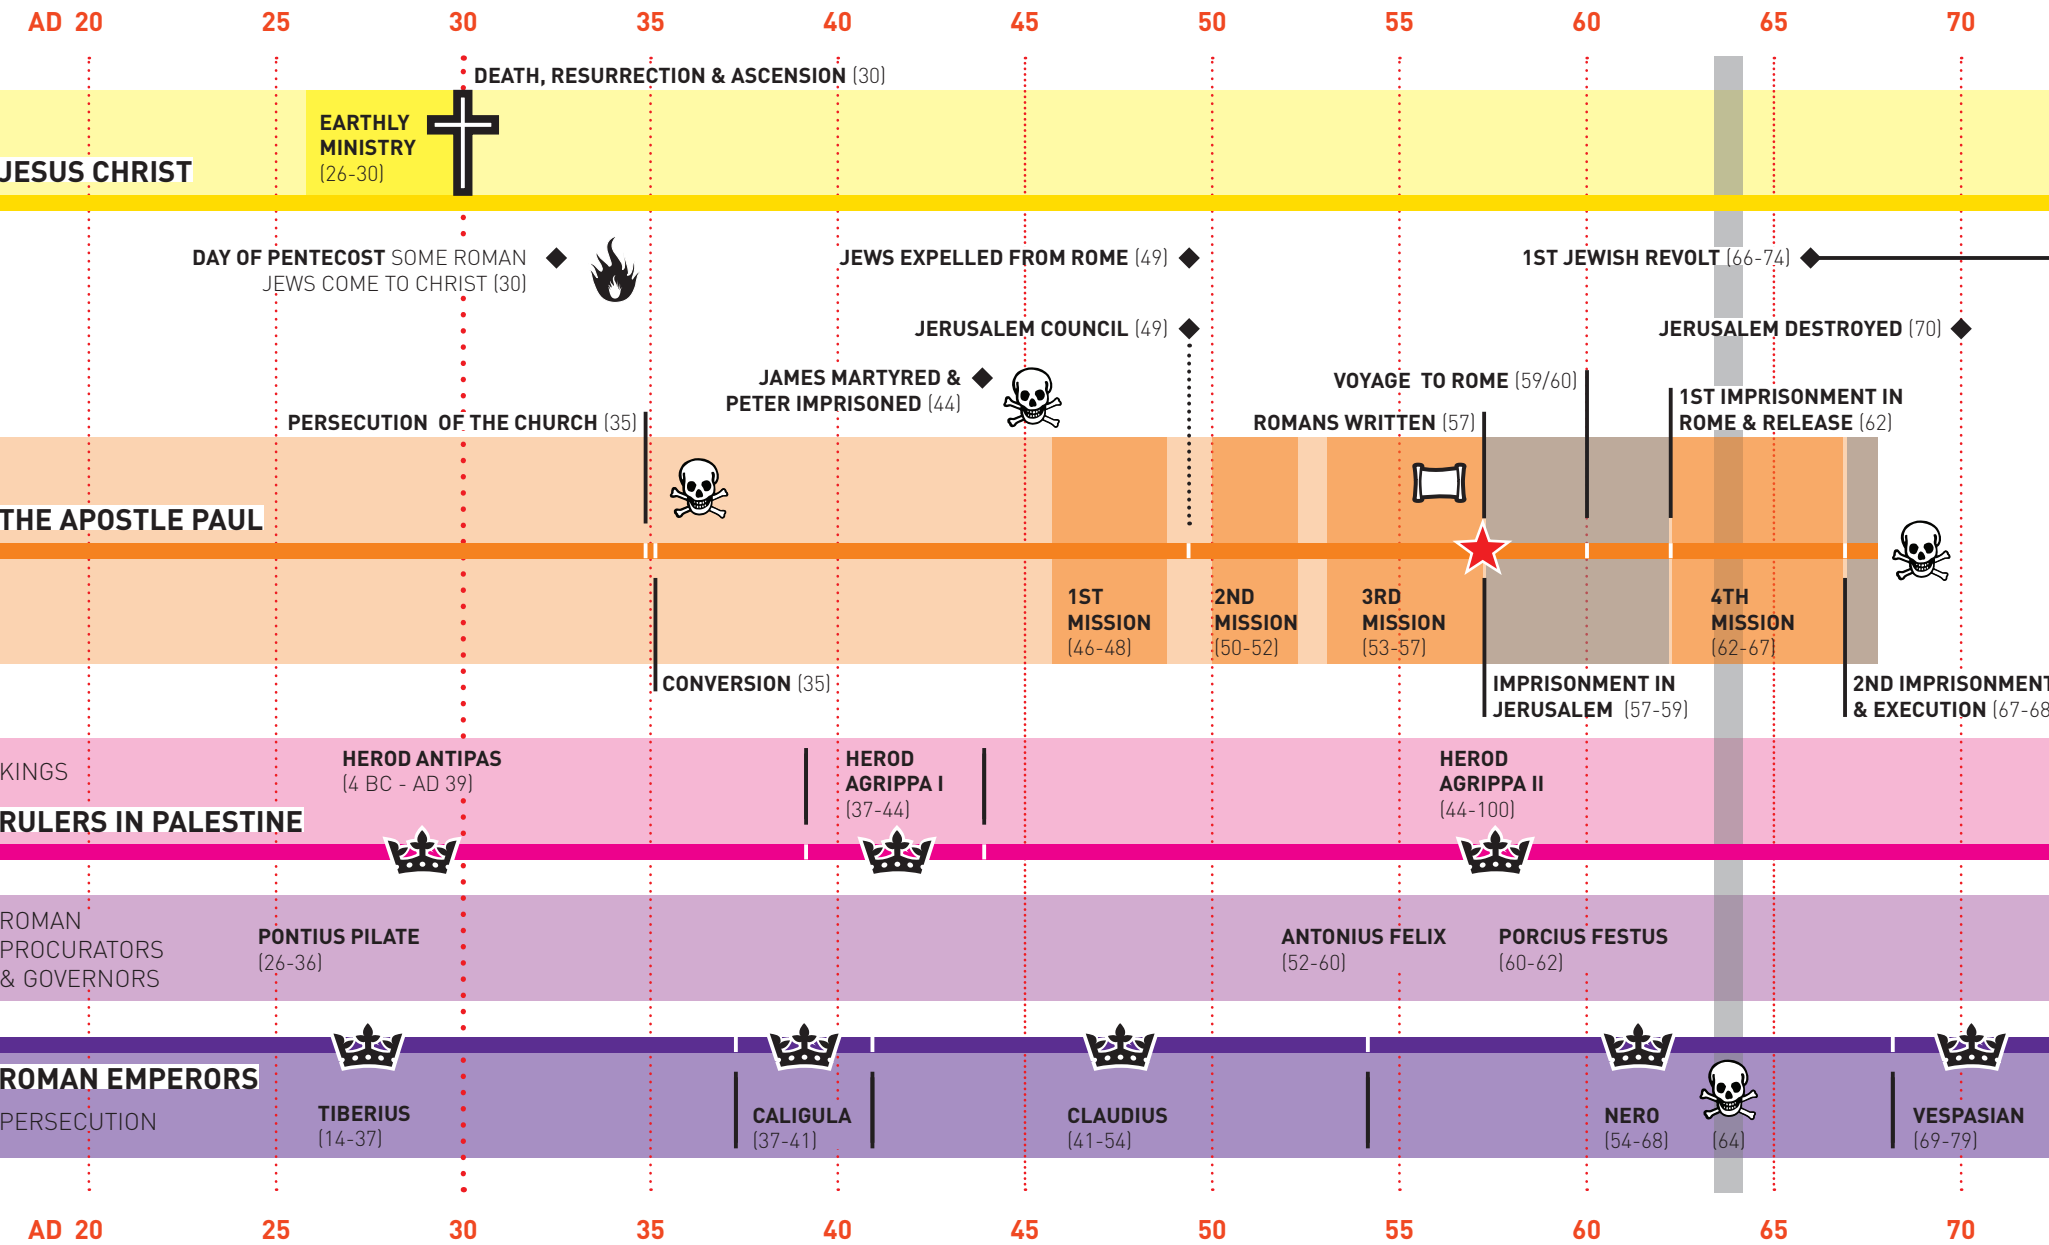 AD 20 25 30 35 40 45 50 55 60 65 70
DEATH, RESURRECTION & ASCENSION (30)
EARTHLY
MINISTRY
(26-30)
JESUS CHRIST
DAY OF PENTECOST SOME ROMAN
JEWS COME TO CHRIST (30)
JEWS EXPELLED FROM ROME (49)
1ST JEWISH REVOLT (66-74)
JERUSALEM COUNCIL (49)
JERUSALEM DESTROYED (70)
JAMES MARTYRED &
PETER IMPRISONED (44)
VOYAGE TO ROME (59/60)
1ST IMPRISONMENT IN
ROME & RELEASE (62)
PERSECUTION OF THE CHURCH (35)
ROMANS WRITTEN (57)
THE APOSTLE PAUL
1ST
MISSION
(46-48)
2ND
MISSION
(50-52)
3RD
MISSION
(53-57)
4TH
MISSION
(62-67)
CONVERSION (35)
IMPRISONMENT IN
JERUSALEM (57-59)
2ND IMPRISONMENT
& EXECUTION (67-68
KINGS
HEROD ANTIPAS
(4 BC - AD 39)
HEROD
AGRIPPA I
(37-44)
HEROD
AGRIPPA II
(44-100)
RULERS IN PALESTINE
ROMAN
PROCURATORS
& GOVERNORS
PONTIUS PILATE
(26-36)
ANTONIUS FELIX
(52-60)
PORCIUS FESTUS
(60-62)
ROMAN EMPERORS
PERSECUTION
TIBERIUS
(14-37)
CALIGULA
(37-41)
CLAUDIUS
(41-54)
NERO
(54-68)
(64)
VESPASIAN
(69-79)
AD 20 25 30 35 40 45 50 55 60 65 70